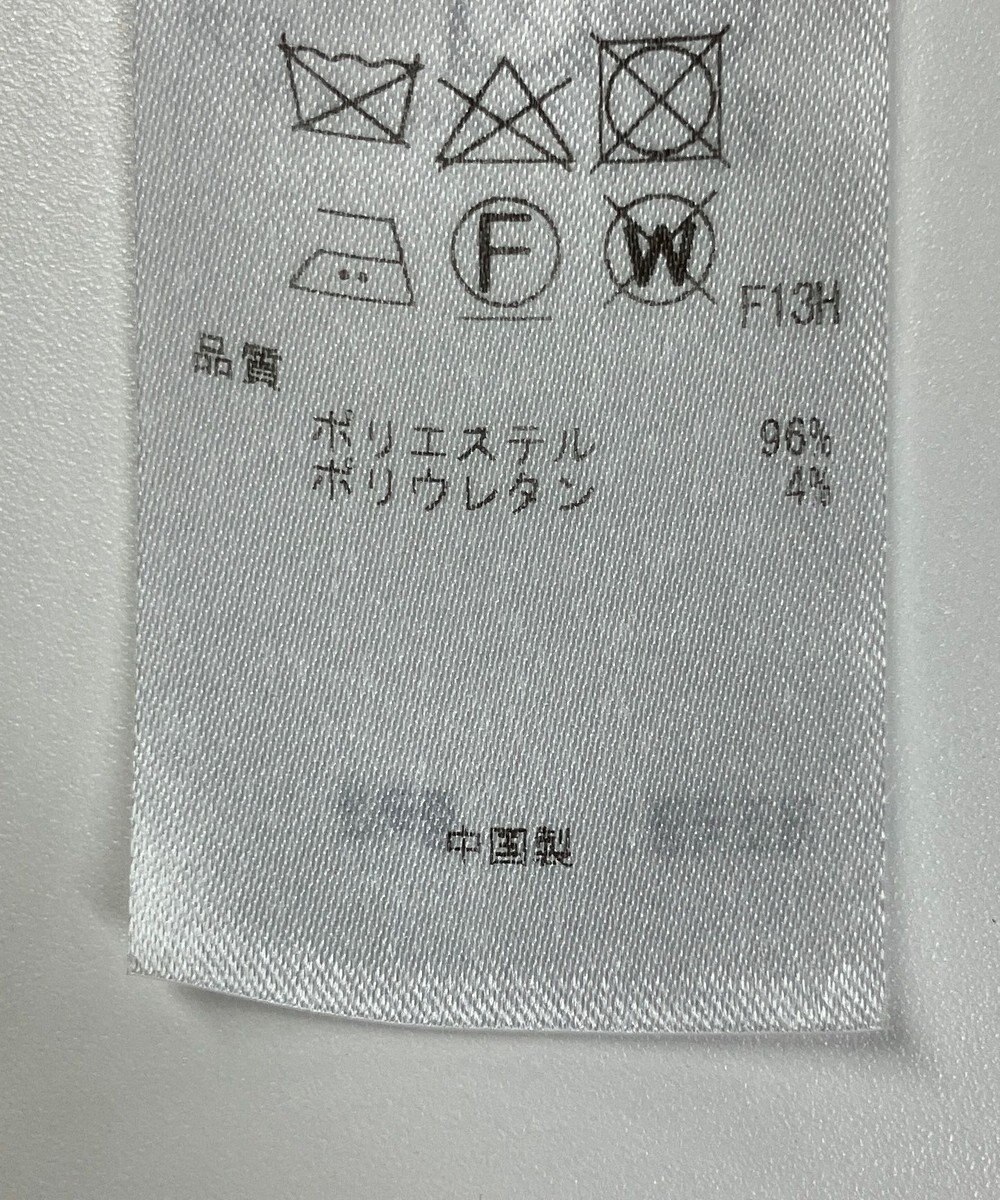 F W F13H
品質
ポリエステル 96%
ポリウレタン 4%
中国製